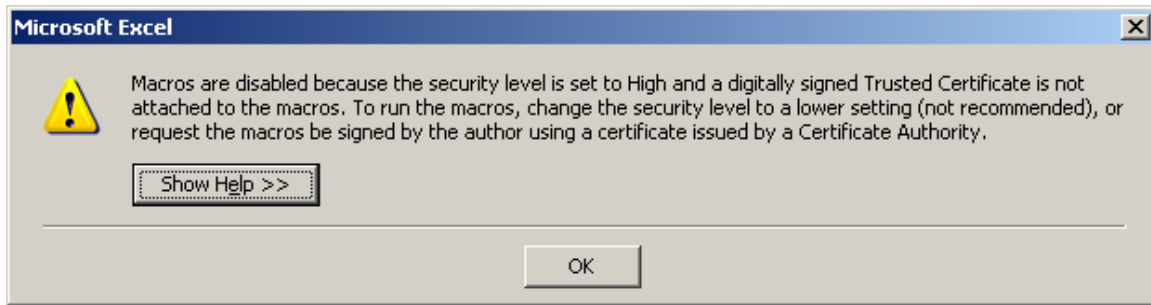 Microsoft Excel
Macros are disabled because the security level is set to High and a digitally signed Trusted Certificate is not
attached to the macros. To run the macros, change the security level to a lower setting (not recommended), or
request the macros be signed by the author using a certificate issued by a Certificate Authority.
Show Help >>
OK